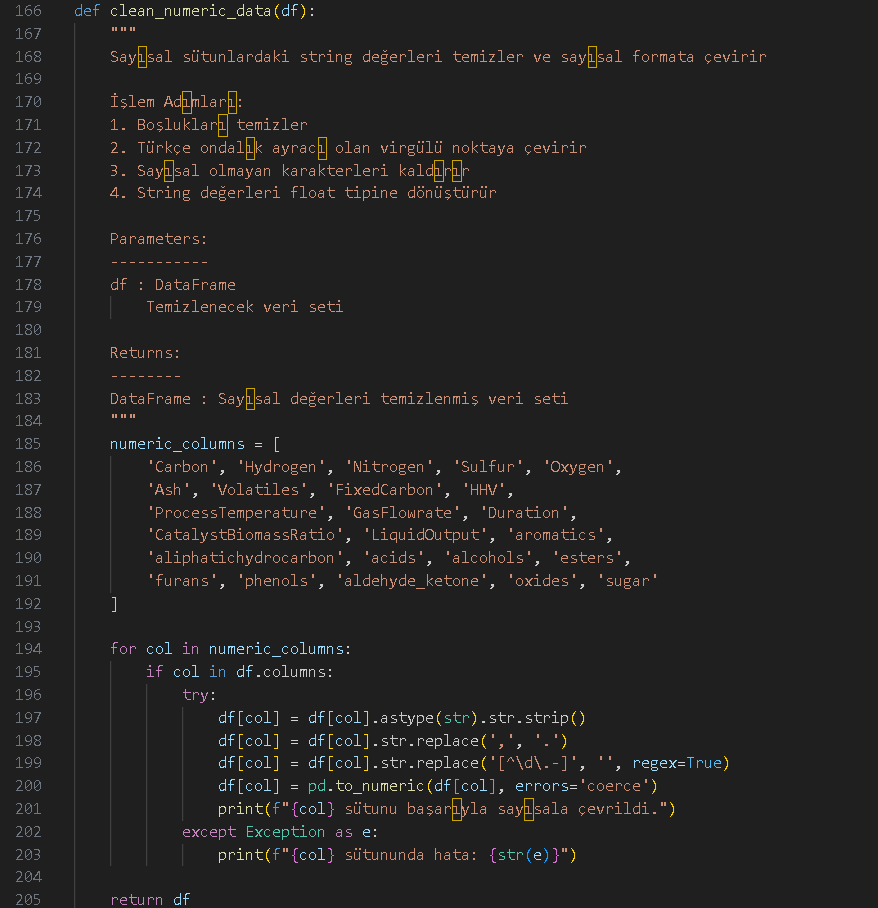 166 def clean_numeric_data(df):
167 """
168 Sayısal sütunlardaki string değerleri temizler ve sayısal formata çevirir
169
170 İşlem Adımları:
171 1. Boşlukları temizler
172 2. Türkçe ondalık ayracı olan virgülü noktaya çevirir
173 3. Sayısal olmayan karakterleri kaldırır
174 4. String değerleri float tipine dönüştürür
175
176 Parameters:
177 -----------
178 df : DataFrame
179 Temizlenecek veri seti
180
181 Returns:
182 --------
183 DataFrame : Sayısal değerleri temizlenmiş veri seti
184 """
185 numeric_columns = [
186 'Carbon', 'Hydrogen', 'Nitrogen', 'Sulfur', 'Oxygen',
187 'Ash', 'Volatiles', 'FixedCarbon', 'HHV',
188 'ProcessTemperature', 'GasFlowrate', 'Duration',
189 'CatalystBiomassRatio', 'LiquidOutput', 'aromatics',
190 'aliphatichydrocarbon', 'acids', 'alcohols', 'esters',
191 'furans', 'phenols', 'aldehyde_ketone', 'oxides', 'sugar'
192 ]
193
194 for col in numeric_columns:
195 if col in df.columns:
196 try:
197 df[col] = df[col].astype(str).str.strip()
198 df[col] = df[col].str.replace(',', '.')
199 df[col] = df[col].str.replace('[^\d\.-]', '', regex=True)
200 df[col] = pd.to_numeric(df[col], errors='coerce')
201 print(f"{col} sütunu başarıyla sayısala çevrildi.")
202 except Exception as e:
203 print(f"{col} sütununda hata: {str(e)}")
204
205 return df